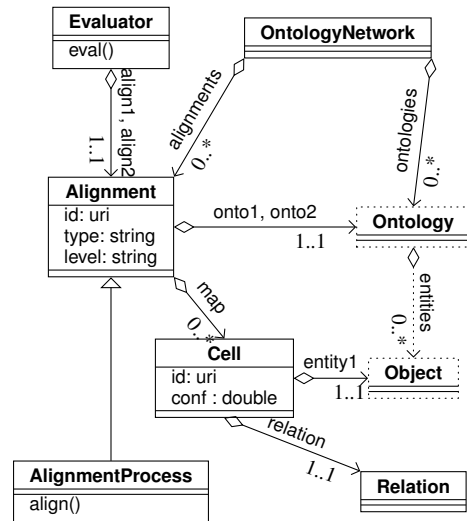 Evaluator
eval()
OntologyNetwork
align1, align2
1..1
alignments
0..*
ontologies
0..*
Alignment
id: uri
type: string
level: string
onto1, onto2
1..1
Ontology
map
0..*
entities
0..*
Cell
id: uri
conf : double
entity1
1..1
Object
relation
1..1
AlignmentProcess
align()
Relation